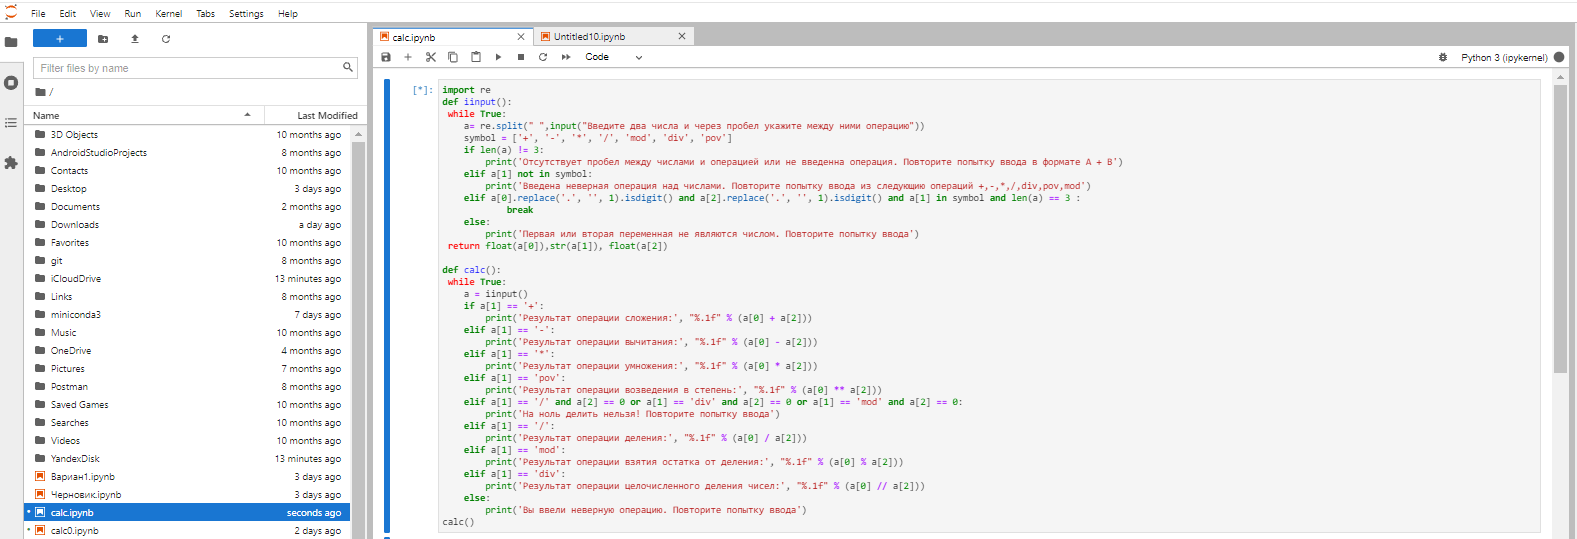 File Edit View Run Kernel Tabs Settings Help
+
Filter files by name
/
Name Last Modified
3D Objects 10 months ago
AndroidStudioProjects 8 months ago
Contacts 10 months ago
Desktop 3 days ago
Documents 2 months ago
Downloads a day ago
Favorites 10 months ago
git 8 months ago
iCloudDrive 13 minutes ago
Links 8 months ago
miniconda3 7 days ago
Music 10 months ago
OneDrive 4 months ago
Pictures 7 months ago
Postman 8 months ago
Saved Games 10 months ago
Searches 10 months ago
Videos 10 months ago
YandexDisk 13 minutes ago
Вариан1.ipynb 3 days ago
Черновик.ipynb 3 days ago
calc.ipynb seconds ago
calc0.ipynb 2 days ago
calc.ipynb Untitled10.ipynb
Code Python 3 (ipykernel)
[*]:
import re
def iinput():
 while True:
    a= re.split(" ",input("Введите два числа и через пробел укажите между ними операцию"))
    symbol = ['+', '-', '*', '/', 'mod', 'div', 'pov']
    if len(a) != 3:
        print('Отсутствует пробел между числами и операцией или не введенна операция. Повторите попытку ввода в формате A + B')
    elif a[1] not in symbol:
        print('Введена неверная операция над числами. Повторите попытку ввода из следующию операций +,-,*,/,div,pov,mod')
    elif a[0].replace('.', '', 1).isdigit() and a[2].replace('.', '', 1).isdigit() and a[1] in symbol and len(a) == 3 :
            break
    else:
        print('Первая или вторая переменная не являются числом. Повторите попытку ввода')
 return float(a[0]),str(a[1]), float(a[2])
def calc():
 while True:
    a = iinput()
    if a[1] == '+':
        print('Результат операции сложения:', "%.1f" % (a[0] + a[2]))
    elif a[1] == '-':
        print('Результат операции вычитания:', "%.1f" % (a[0] - a[2]))
    elif a[1] == '*':
        print('Результат операции умножения:', "%.1f" % (a[0] * a[2]))
    elif a[1] == 'pov':
        print('Результат операции возведения в степень:', "%.1f" % (a[0] ** a[2]))
    elif a[1] == '/' and a[2] == 0 or a[1] == 'div' and a[2] == 0 or a[1] == 'mod' and a[2] == 0:
        print('На ноль делить нельзя! Повторите попытку ввода')
    elif a[1] == '/':
        print('Результат операции деления:', "%.1f" % (a[0] / a[2]))
    elif a[1] == 'mod':
        print('Результат операции взятия остатка от деления:', "%.1f" % (a[0] % a[2]))
    elif a[1] == 'div':
        print('Результат операции целочисленного деления чисел:', "%.1f" % (a[0] // a[2]))
    else:
        print('Вы ввели неверную операцию. Повторите попытку ввода')
calc()